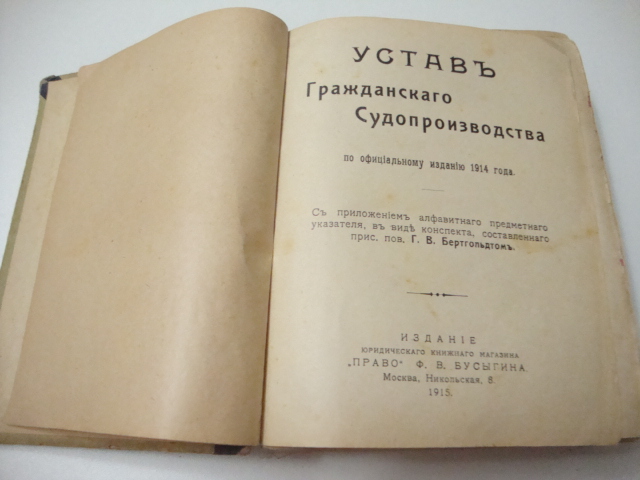 УСТАВЪ
Гражданскаго
Судопроизводства
по офиціальному изданію 1914 года.
Съ приложеніемъ алфавитнаго предметнаго
указателя, въ видѣ конспекта, составленнаго
прис. пов. Г. В. Бертгольдтомъ.
ИЗДАНІЕ
ЮРИДИЧЕСКАГО КНИЖНАГО МАГАЗИНА
„ПРАВО“ Ф. В. БУСЫГИНА.
Москва, Никольская, 8.
1915.